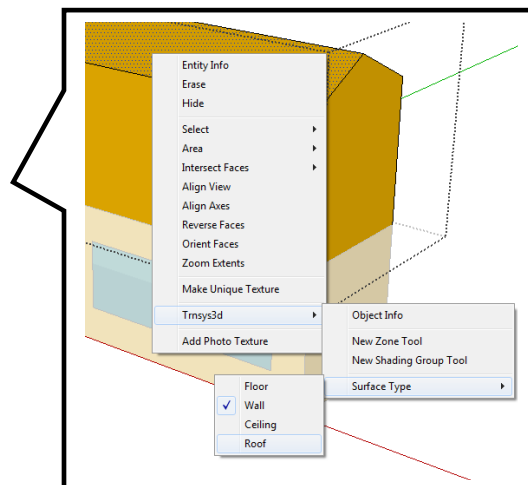 Entity Info
Erase
Hide
Select
Area
Intersect Faces
Align View
Align Axes
Reverse Faces
Orient Faces
Zoom Extents
Make Unique Texture
Trnsys3d
Add Photo Texture
Object Info
New Zone Tool
New Shading Group Tool
Surface Type
Floor
Wall
Ceiling
Roof